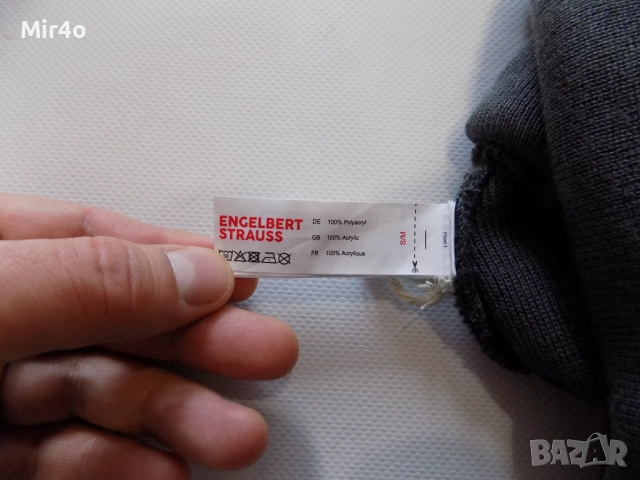 Mir4o
ENGELBERT
STRAUSS
DE 100% Polyacryl
GB 100% Acrylic
FR 100% Acrylique
S/M
BAZAR